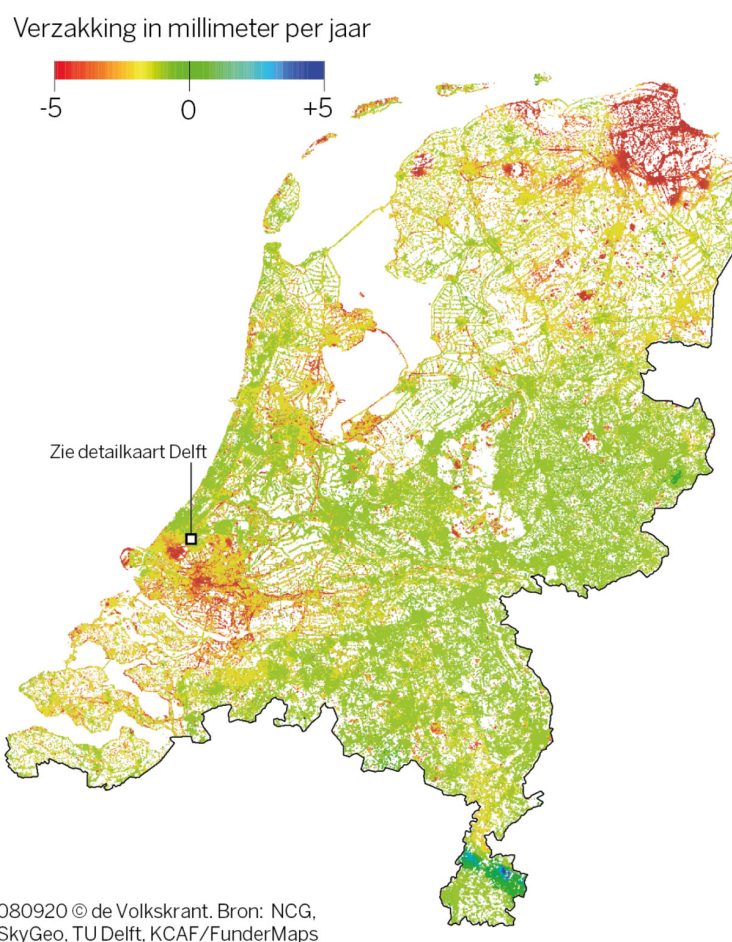 Verzakking in millimeter per jaar
-5 0 +5
Zie detailkaart Delft
080920 © de Volkskrant. Bron: NCG,
SkyGeo, TU Delft, KCAF/FunderMaps